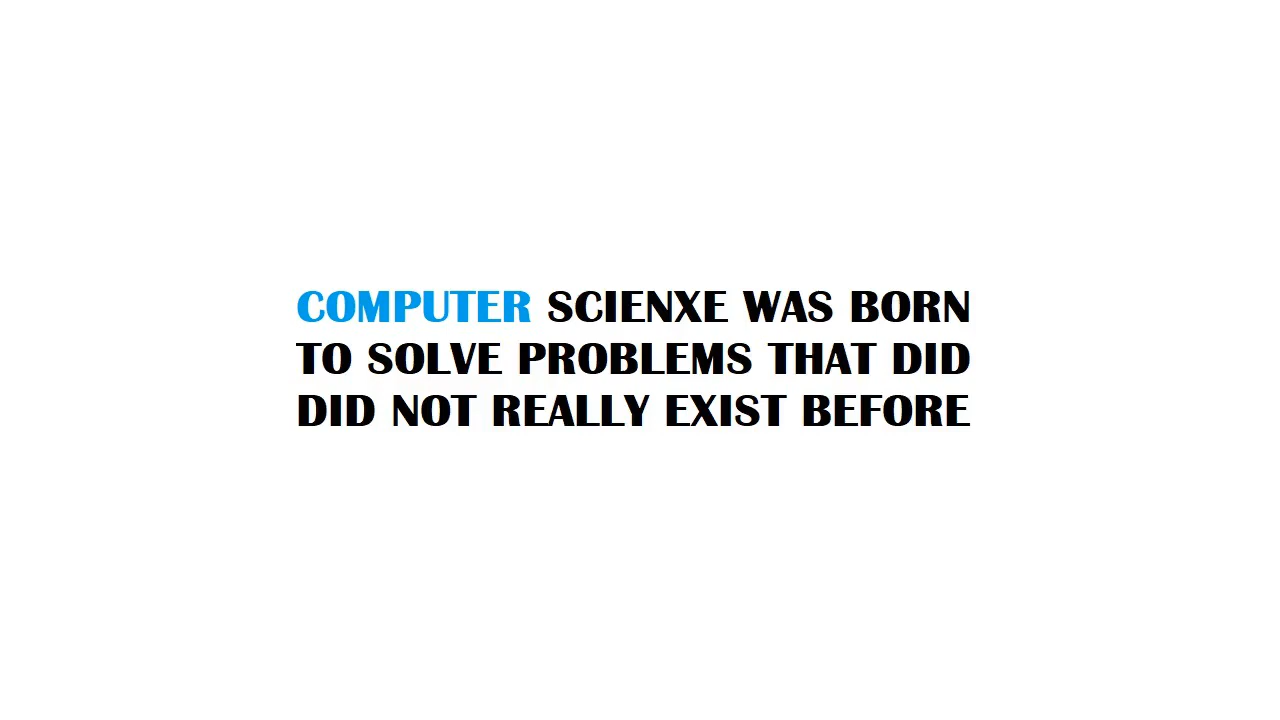 COMPUTER SCIENXE WAS BORN
TO SOLVE PROBLEMS THAT DID
DID NOT REALLY EXIST BEFORE